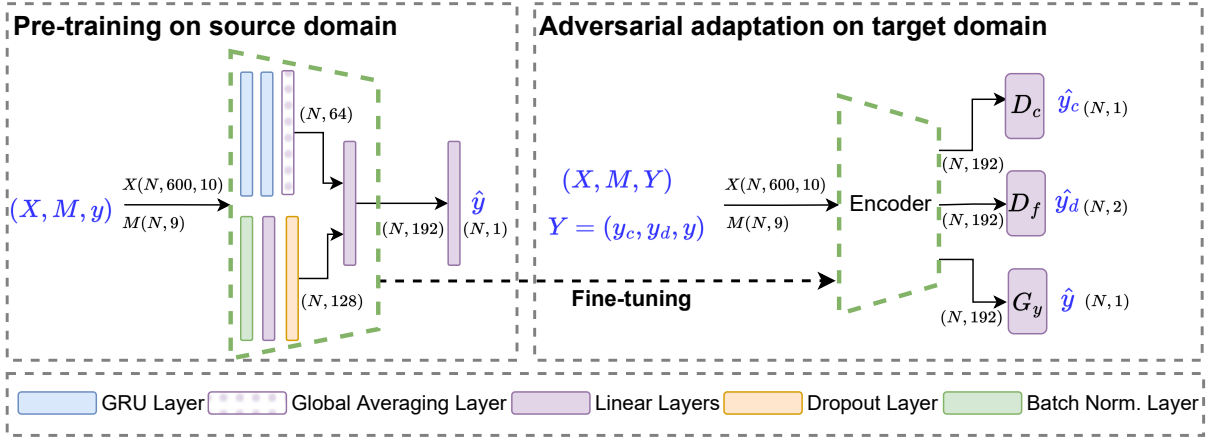 Pre-training on source domain
(X, M, y)
X(N, 600, 10)
M(N, 9)
(N, 64)
(N, 128)
(N, 192)
ŷ
(N, 1)
Adversarial adaptation on target domain
(X, M, Y)
Y = (y_c, y_d, y)
X(N, 600, 10)
M(N, 9)
Encoder
(N, 192)
D_c
ŷ_c (N, 1)
(N, 192)
D_f
ŷ_d (N, 2)
(N, 192)
G_y
ŷ (N, 1)
Fine-tuning
GRU Layer
Global Averaging Layer
Linear Layers
Dropout Layer
Batch Norm. Layer